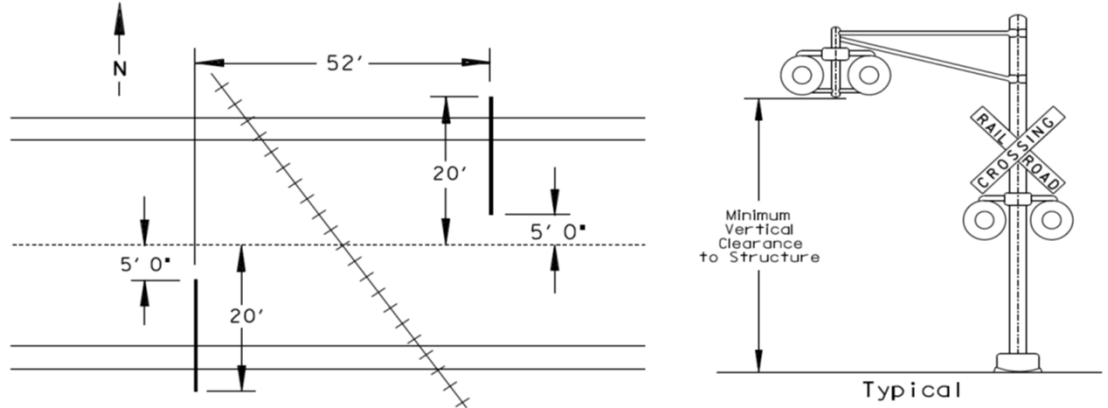 N
52'
20'
5' 0"
5' 0"
20'
RAIL
ROAD
CROSSING
Minimum
Vertical
Clearance
to Structure
Typical